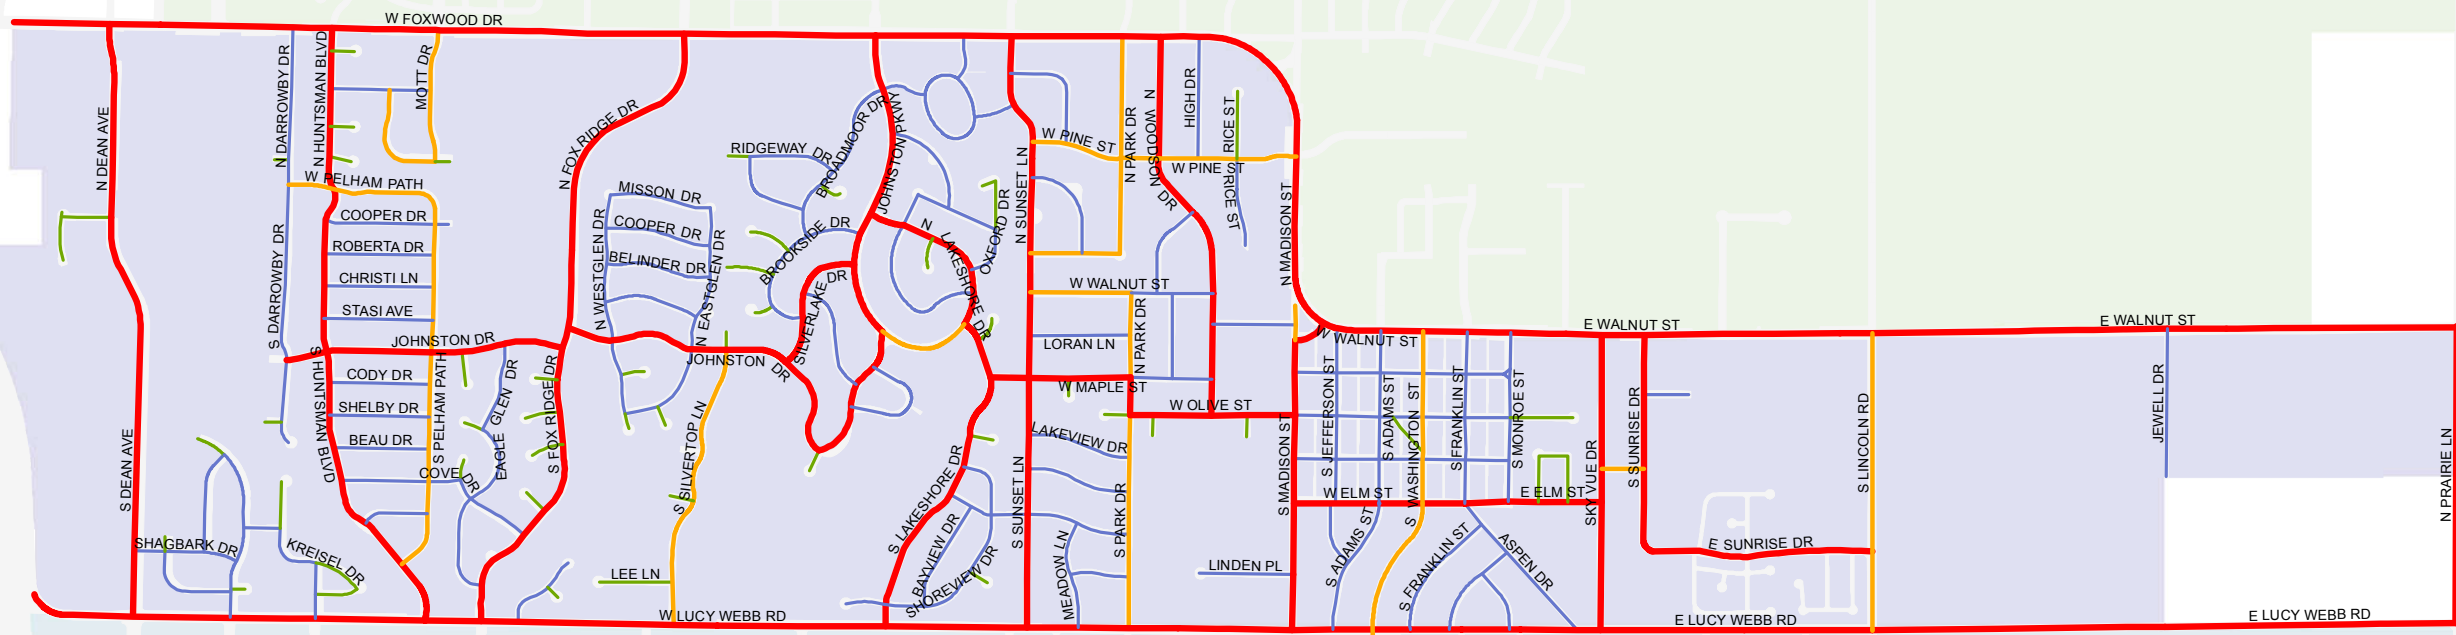 W FOXWOOD DR
N DARROWBY DR
N HUNTSMAN BLVD
MOTT DR
N DEAN AVE
N FOX RIDGE DR
BROADMOOR DR
JOHNSTON PKWY
RIDGEWAY DR
W PINE ST
N PARK DR
N WOODSON DR
HIGH DR
RICE ST
W PINE ST
RICE ST
W PELHAM PATH
COOPER DR
ROBERTA DR
CHRISTI LN
STASI AVE
JOHNSTON DR
S DARROWBY DR
MISSON DR
COOPER DR
BELINDER DR
N WESTGLEN DR
N EASTGLEN DR
BROOKSIDE DR
SILVERLAKE DR
N LAKESHORE DR
OXFORD DR
N SUNSET LN
N MADISON ST
W WALNUT ST
LORAN LN
N PARK DR
W WALNUT ST
E WALNUT ST
E WALNUT ST
JOHNSTON DR
W MAPLE ST
W OLIVE ST
S HUNTSMAN BLVD
CODY DR
SHELBY DR
BEAU DR
COVE DR
S PELHAM PATH
EAGLE GLEN DR
S FOX RIDGE DR
S SILVERTOP LN
S DEAN AVE
SHAGBARK DR
KREISEL DR
LEE LN
W LUCY WEBB RD
S LAKESHORE DR
BAYVIEW DR
SHOREVIEW DR
S SUNSET LN
LAKEVIEW DR
MEADOW LN
S PARK DR
LINDEN PL
S MADISON ST
S JEFFERSON ST
S ADAMS ST
S WASHINGTON ST
S FRANKLIN ST
S MONROE ST
W ELM ST
E ELM ST
S ADAMS ST
S FRANKLIN ST
ASPEN DR
SKY VUE DR
S SUNRISE DR
E SUNRISE DR
S LINCOLN RD
JEWELL DR
N PRAIRIE LN
E LUCY WEBB RD
E LUCY WEBB RD